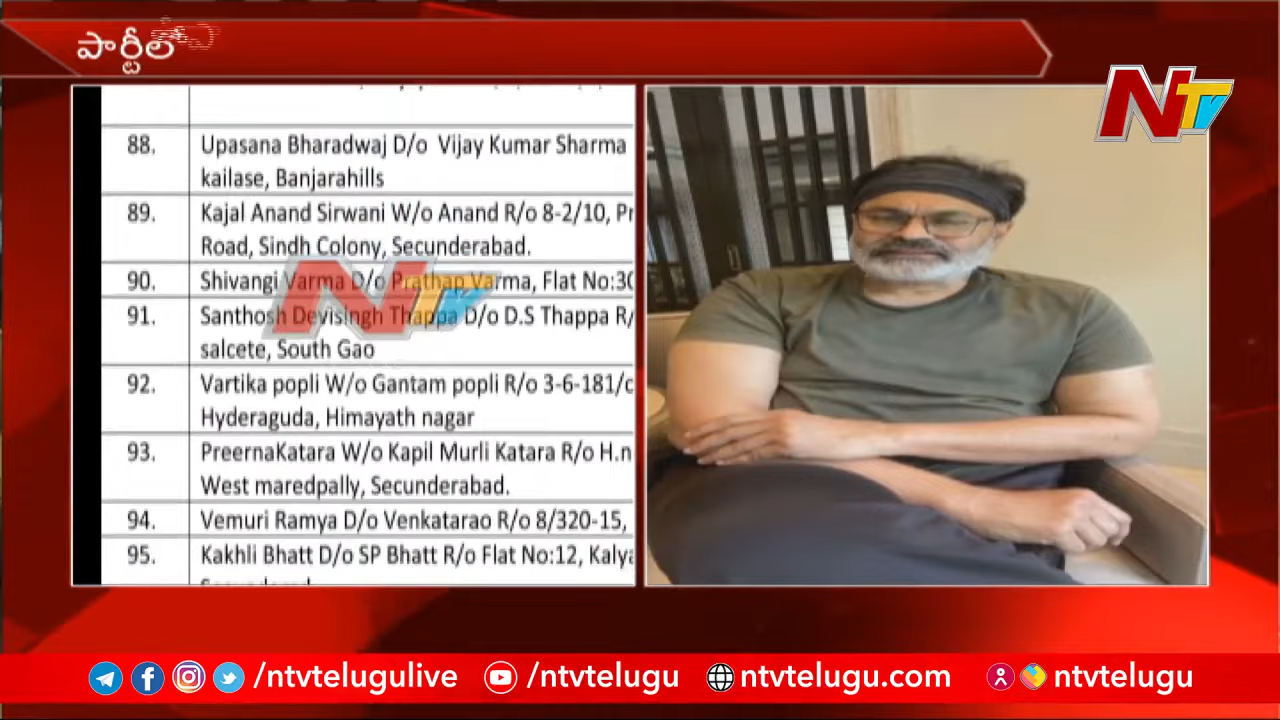 పార్టీలో
NTV
88. Upasana Bharadwaj D/o Vijay Kumar Sharma
kailase, Banjarahills
89. Kajal Anand Sirwani W/o Anand R/o 8-2/10, Pr
Road, Sindh Colony, Secunderabad.
90. Shivangi Varma D/o Prathap Varma, Flat No:30
91. Santhosh Devisingh Thappa D/o D.S Thappa R/
salcete, South Gao
92. Vartika popli W/o Gantam popli R/o 3-6-181/c
Hyderaguda, Himayath nagar
93. PreernaKatara W/o Kapil Murli Katara R/o H.n
West maredpally, Secunderabad.
94. Vemuri Ramya D/o Venkatarao R/o 8/320-15,
95. Kakhli Bhatt D/o SP Bhatt R/o Flat No:12, Kalya
NTV
/ntvtelugulive /ntvtelugu ntvtelugu.com ntvtelugu